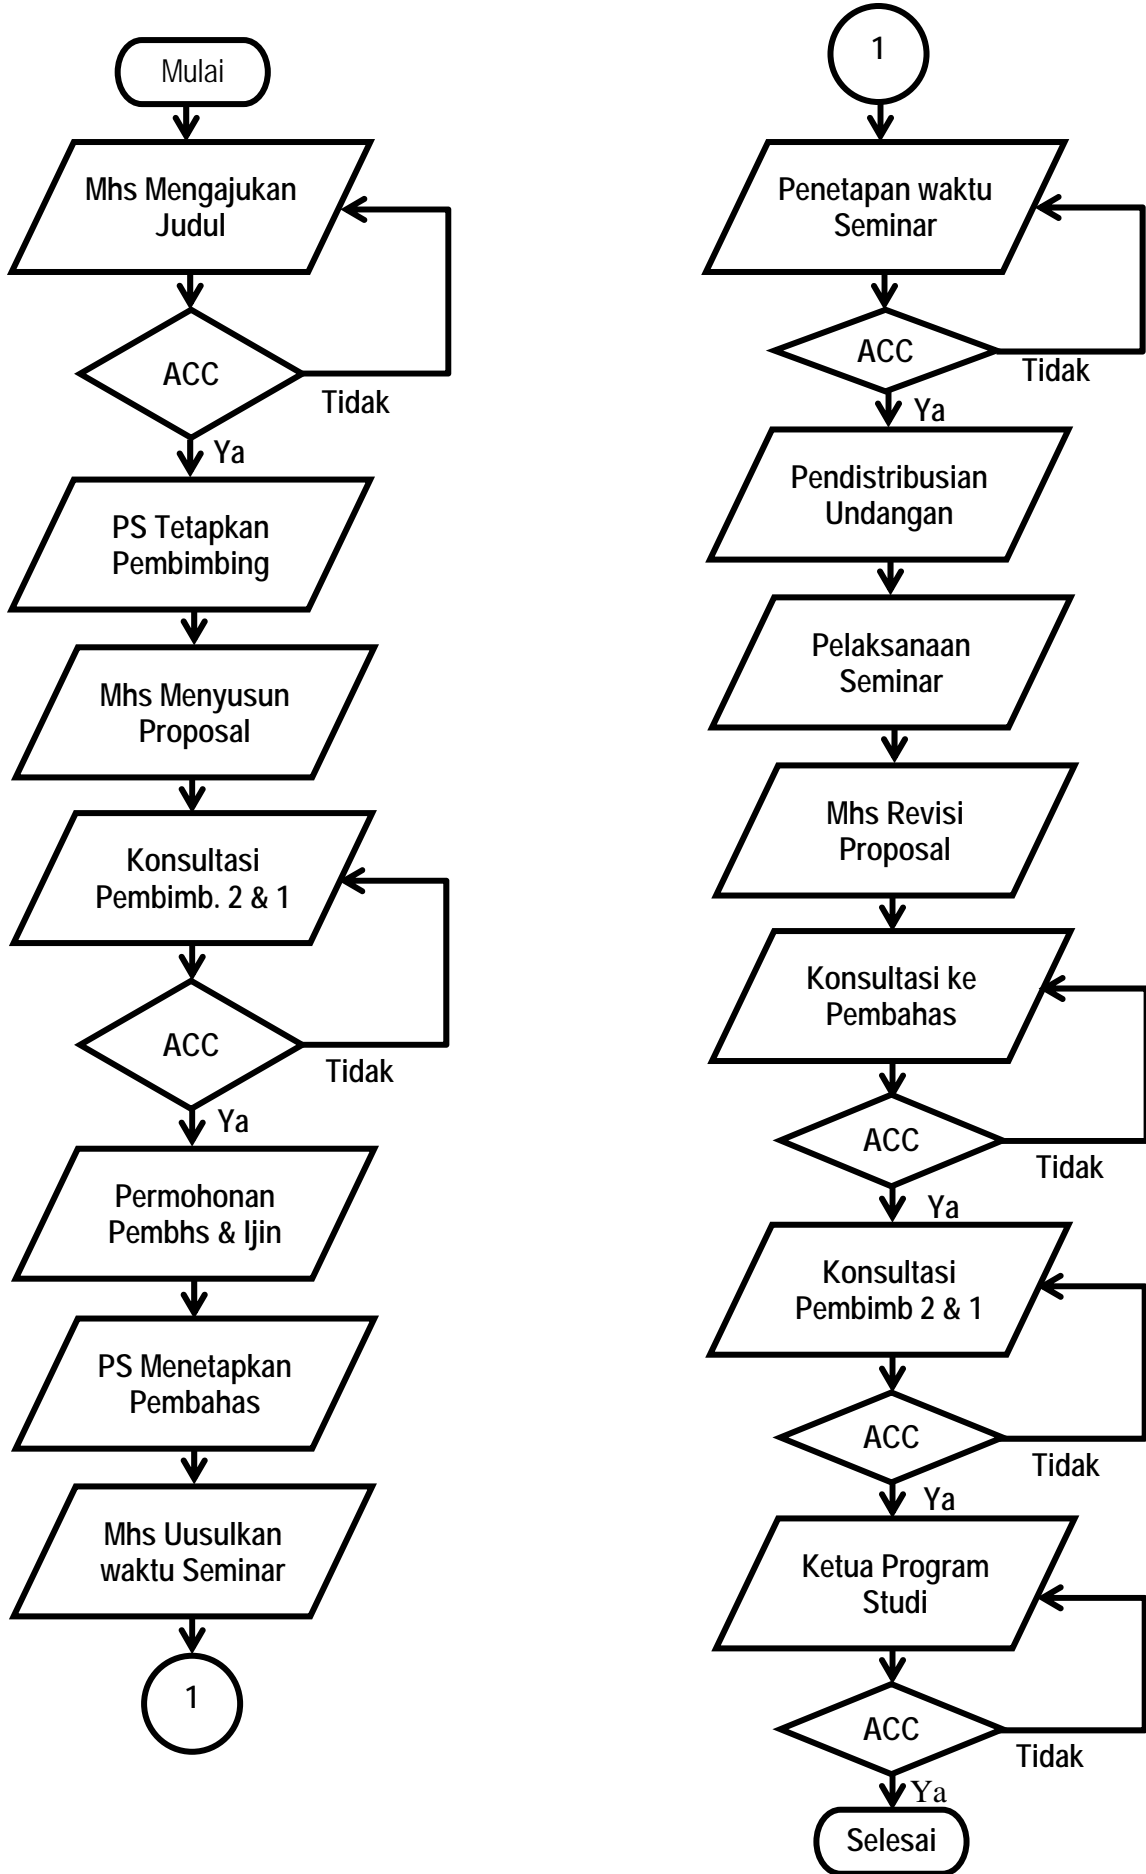 Mulai
Mhs Mengajukan
Judul
ACC
Tidak
Ya
PS Tetapkan
Pembimbing
Mhs Menyusun
Proposal
Konsultasi
Pembimb. 2 & 1
ACC
Tidak
Ya
Permohonan
Pembhs & Ijin
PS Menetapkan
Pembahas
Mhs Uusulkan
waktu Seminar
1
1
Penetapan waktu
Seminar
ACC
Tidak
Ya
Pendistribusian
Undangan
Pelaksanaan
Seminar
Mhs Revisi
Proposal
Konsultasi ke
Pembahas
ACC
Tidak
Ya
Konsultasi
Pembimb 2 & 1
ACC
Tidak
Ya
Ketua Program
Studi
ACC
Tidak
Ya
Selesai